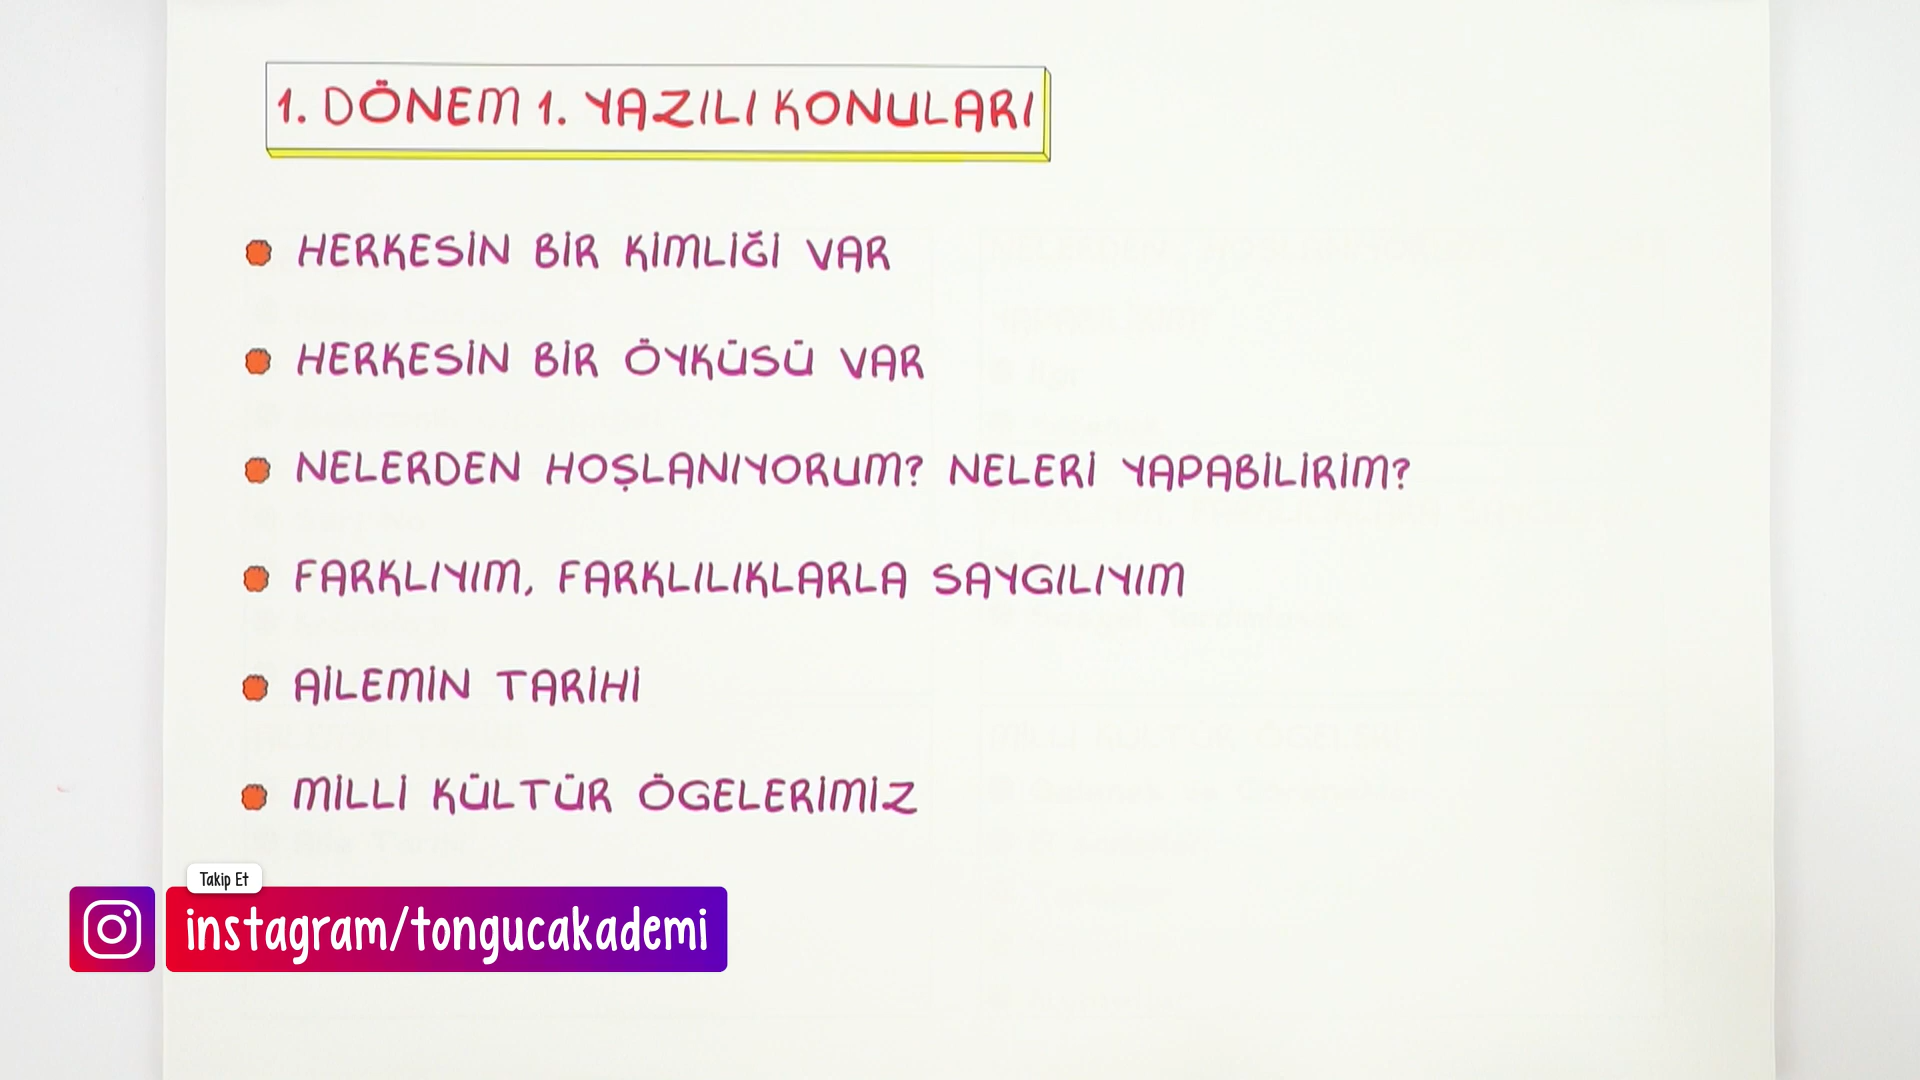 1. DÖNEM 1. YAZILI KONULARI
HERKESİN BİR KİMLİĞİ VAR
HERKESİN BİR ÖYKÜSÜ VAR
NELERDEN HOŞLANIYORUM? NELERİ YAPABİLİRİM?
FARKLIYIM, FARKLILIKLARLA SAYGILIYIM
AİLEMİN TARİHİ
MİLLİ KÜLTÜR ÖGELERİMİZ
Takip Et
instagram/tongucakademi